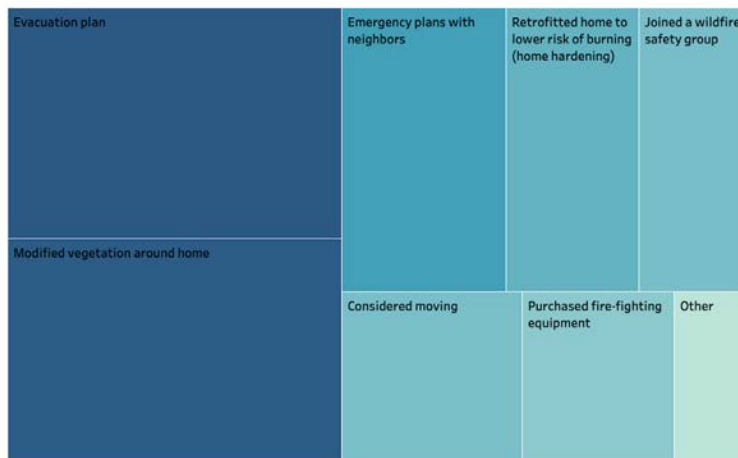 Evacuation plan
Emergency plans with
neighbors
Retrofitted home to
lower risk of burning
(home hardening)
Joined a wildfire
safety group
Modified vegetation around home
Considered moving
Purchased fire-fighting
equipment
Other